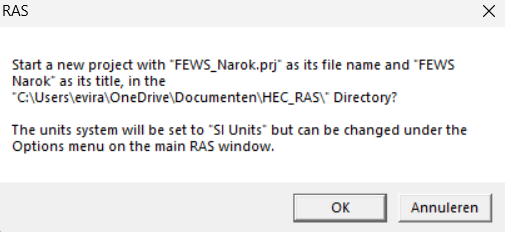 RAS
Start a new project with "FEWS_Narok.prj" as its file name and "FEWS
Narok" as its title, in the
"C:\Users\evira\OneDrive\Documenten\HEC_RAS\" Directory?
The units system will be set to "SI Units" but can be changed under the
Options menu on the main RAS window.
OK
Annuleren